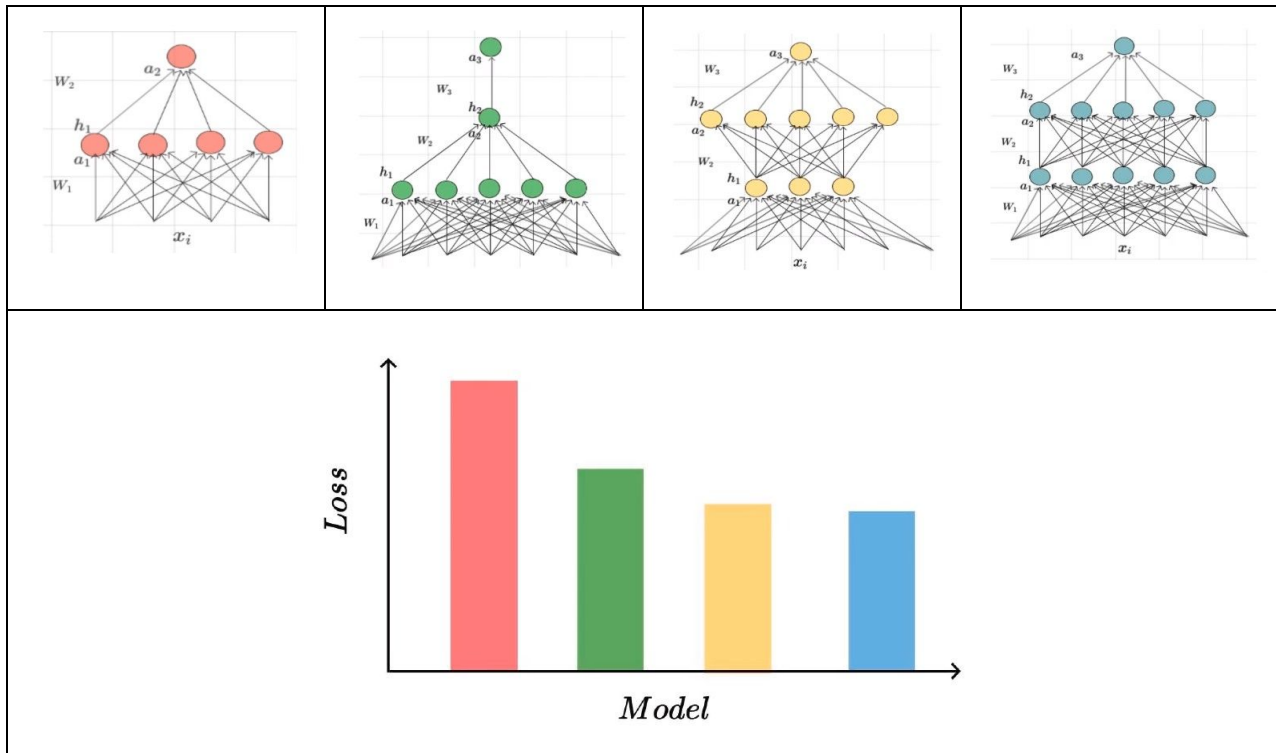 a₂
W₂
h₁
a₁
W₁
xᵢ
a₃
W₃
h₂
a₂
W₂
h₁
a₁
W₁
a₃
W₃
h₂
a₂
W₂
h₁
a₁
xᵢ
a₃
W₃
h₂
a₂
W₂
h₁
a₁
W₁
xᵢ
Loss
Model